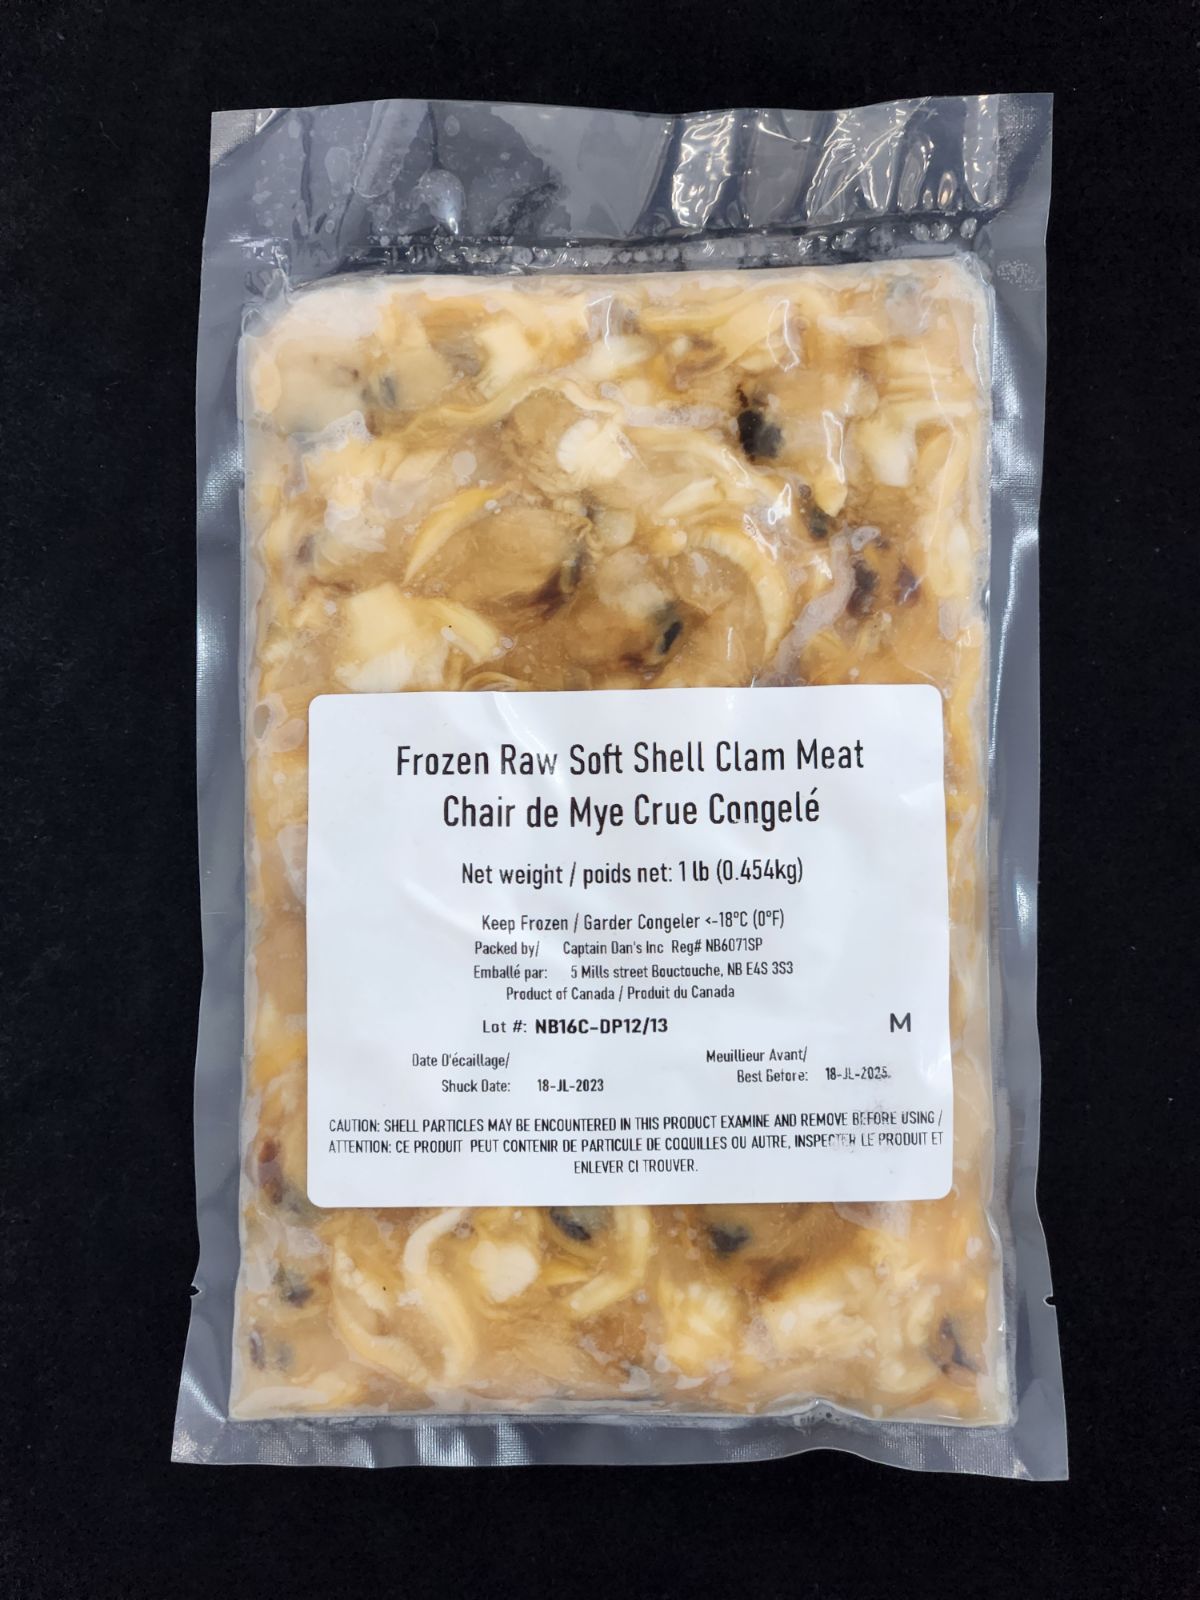 Frozen Raw Soft Shell Clam Meat
Chair de Mye Crue Congelé
Net weight / poids net: 1 lb (0.454kg)
Keep Frozen / Garder Congeler <-18°C (0°F)
Packed by/ Captain Dan's Inc Reg# NB6071SP
Emballé par: 5 Mills street Bouctouche, NB E4S 3S3
Product of Canada / Produit du Canada
Lot #: NB16C-DP12/13 M
Date D'écaillage/ Meuillieur Avant/
Shuck Date: 18-JL-2023 Best Before: 18-JL-2025
CAUTION: SHELL PARTICLES MAY BE ENCOUNTERED IN THIS PRODUCT EXAMINE AND REMOVE BEFORE USING /
ATTENTION: CE PRODUIT PEUT CONTENIR DE PARTICULE DE COQUILLES OU AUTRE, INSPECTER LE PRODUIT ET
ENLEVER CI TROUVER.